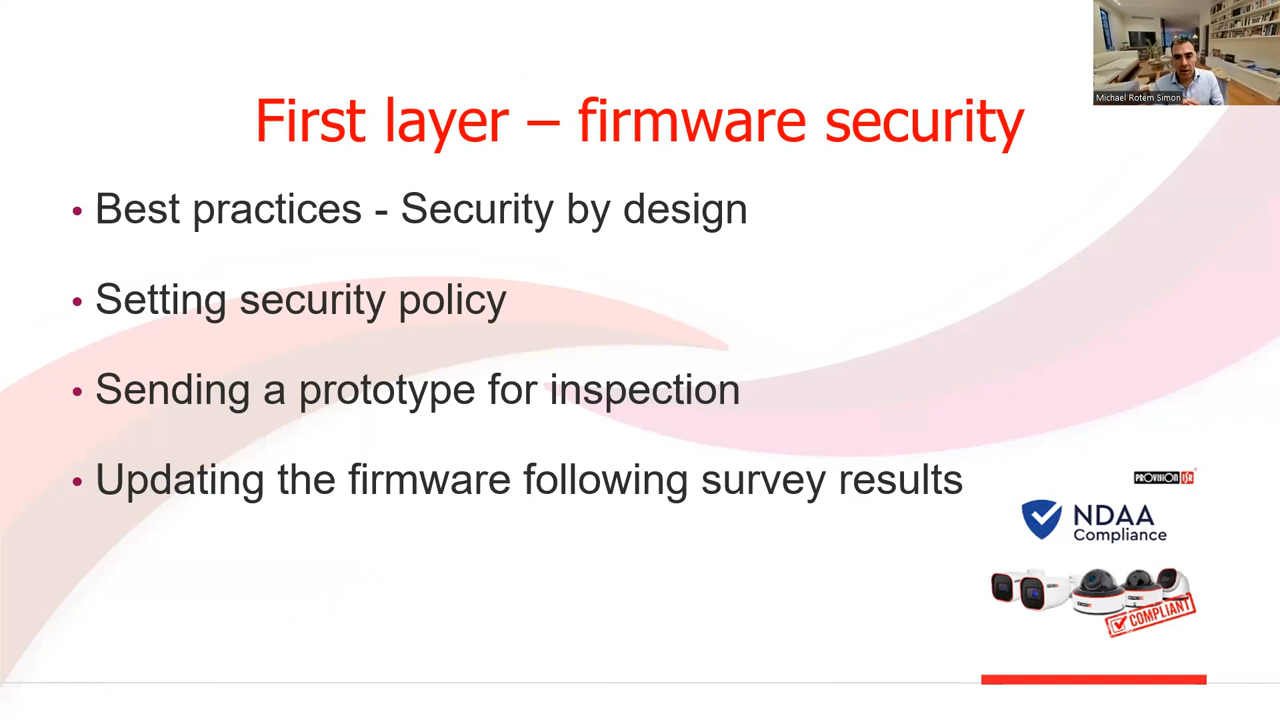 Michael Rotem Simon
First layer – firmware security
• Best practices - Security by design
• Setting security policy
• Sending a prototype for inspection
• Updating the firmware following survey results
PROVISION ISR
NDAA
Compliance
COMPLIANT